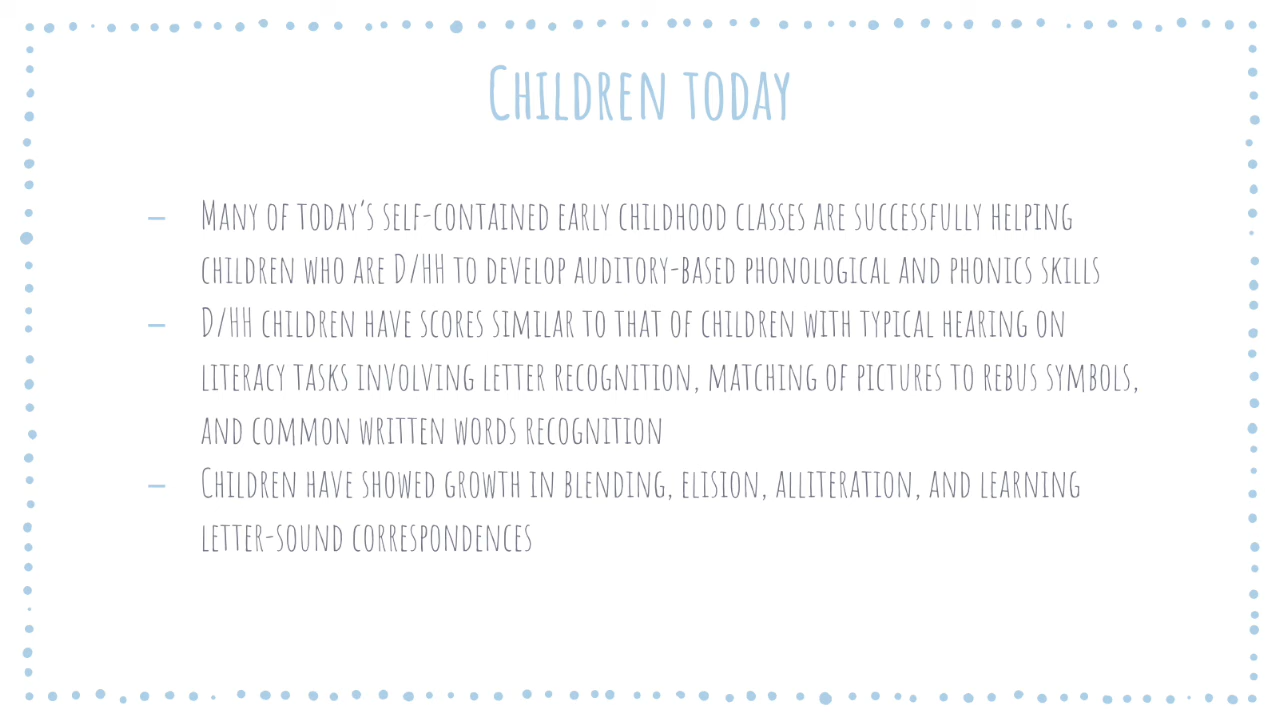 Children today
– Many of today's self-contained early childhood classes are successfully helping
children who are D/HH to develop auditory-based phonological and phonics skills
– D/HH children have scores similar to that of children with typical hearing on
literacy tasks involving letter recognition, matching of pictures to rebus symbols,
and common written words recognition
– Children have showed growth in blending, elision, alliteration, and learning
letter-sound correspondences